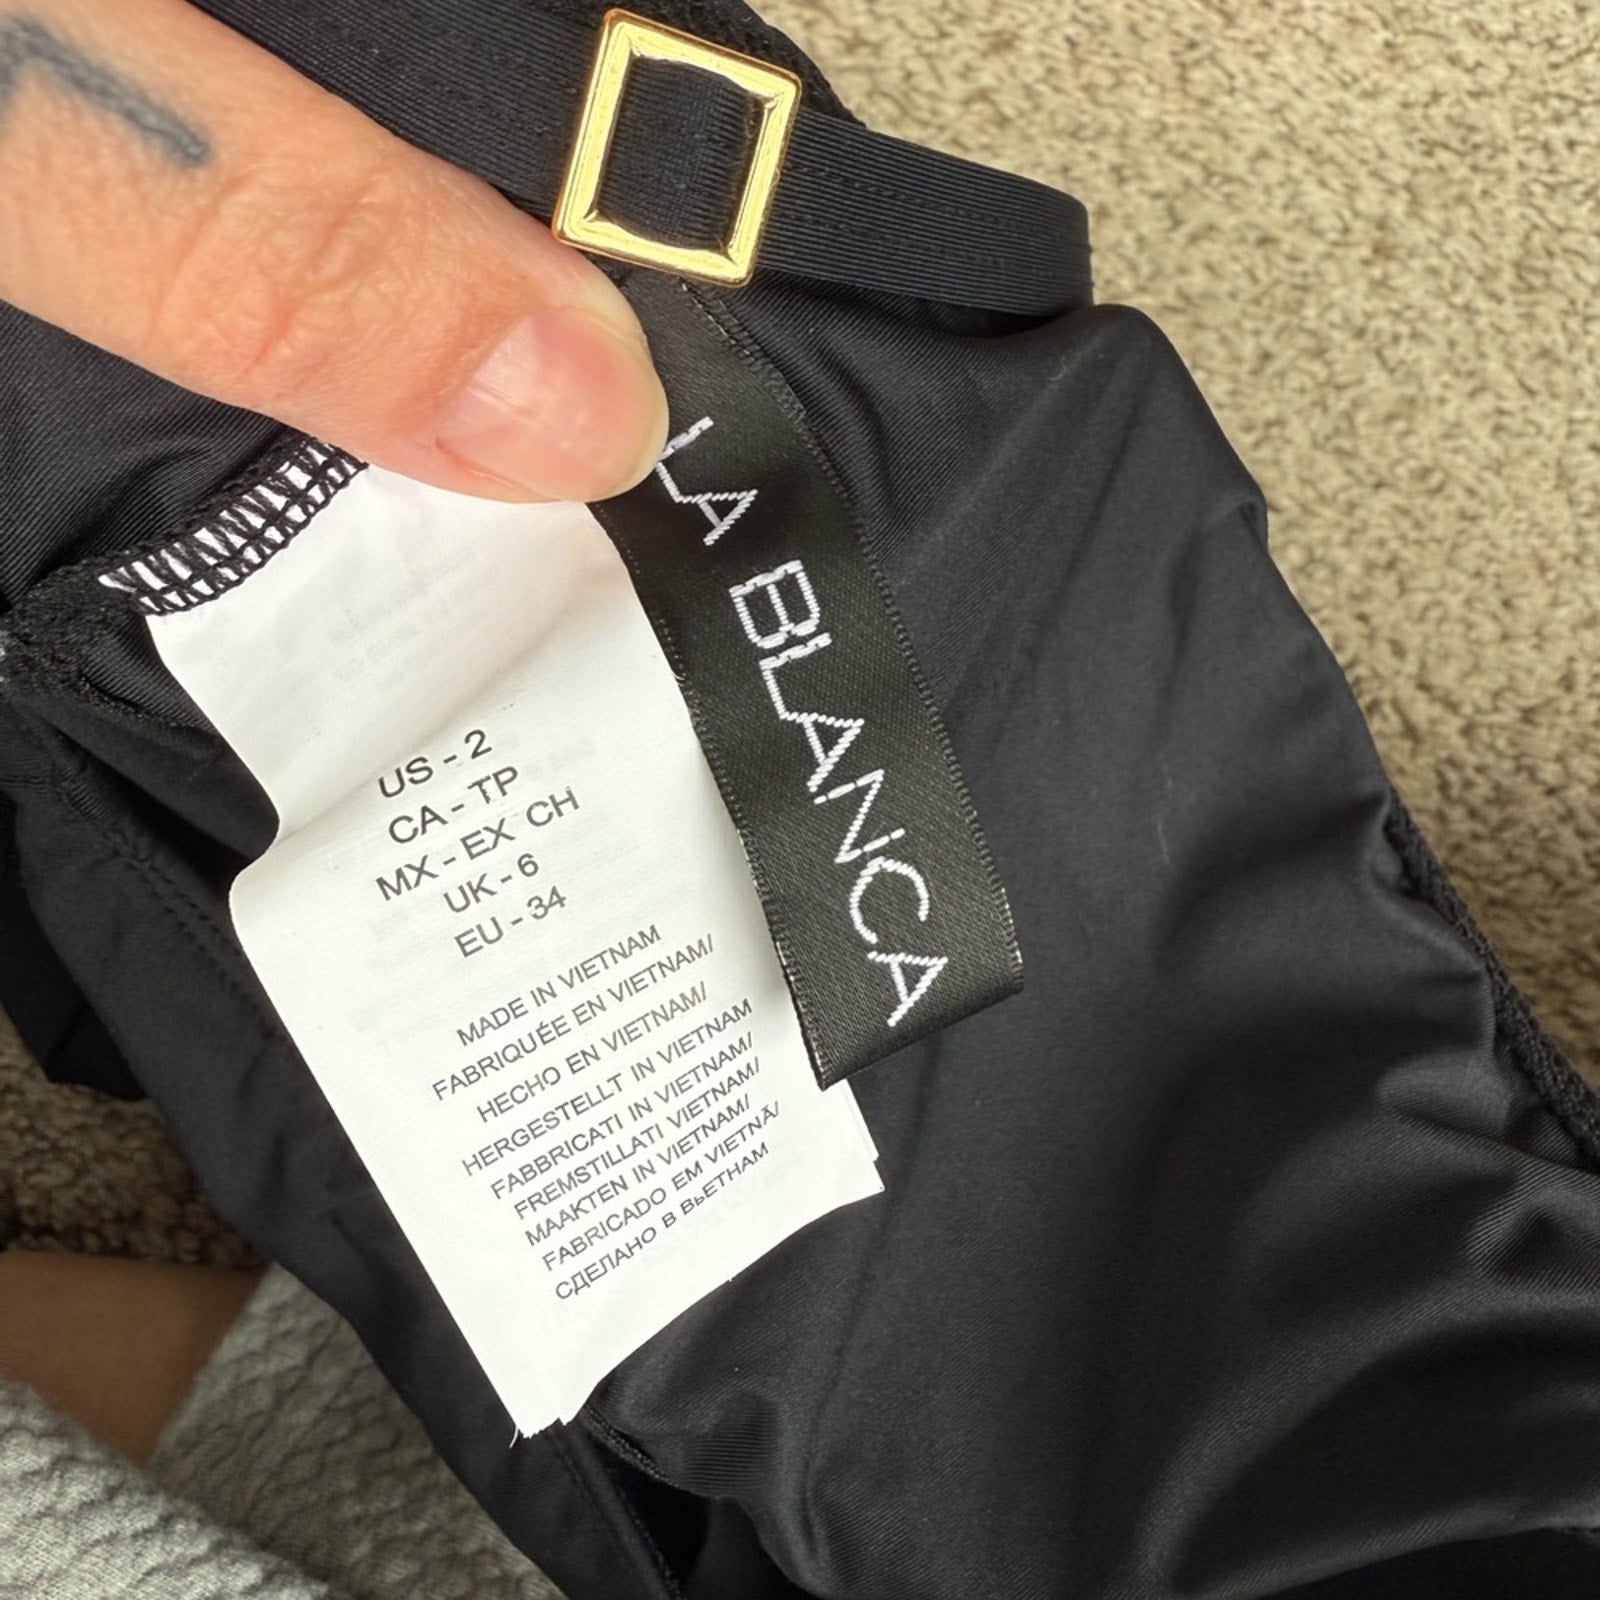 LA BLANCA
US - 2
CA - TP
MX - EX CH
UK - 6
EU - 34
MADE IN VIETNAM
FABRIQUÉE EN VIETNAM/
HECHO EN VIETNAM/
HERGESTELLT IN VIETNAM
FABBRICATI IN VIETNAM/
FREMSTILLATI VIETNAM/
MAAKTEN IN VIETNAM/
FABRICADO EM VIETNÃ/
СДЕЛАНО В ВЬЕТНАМ